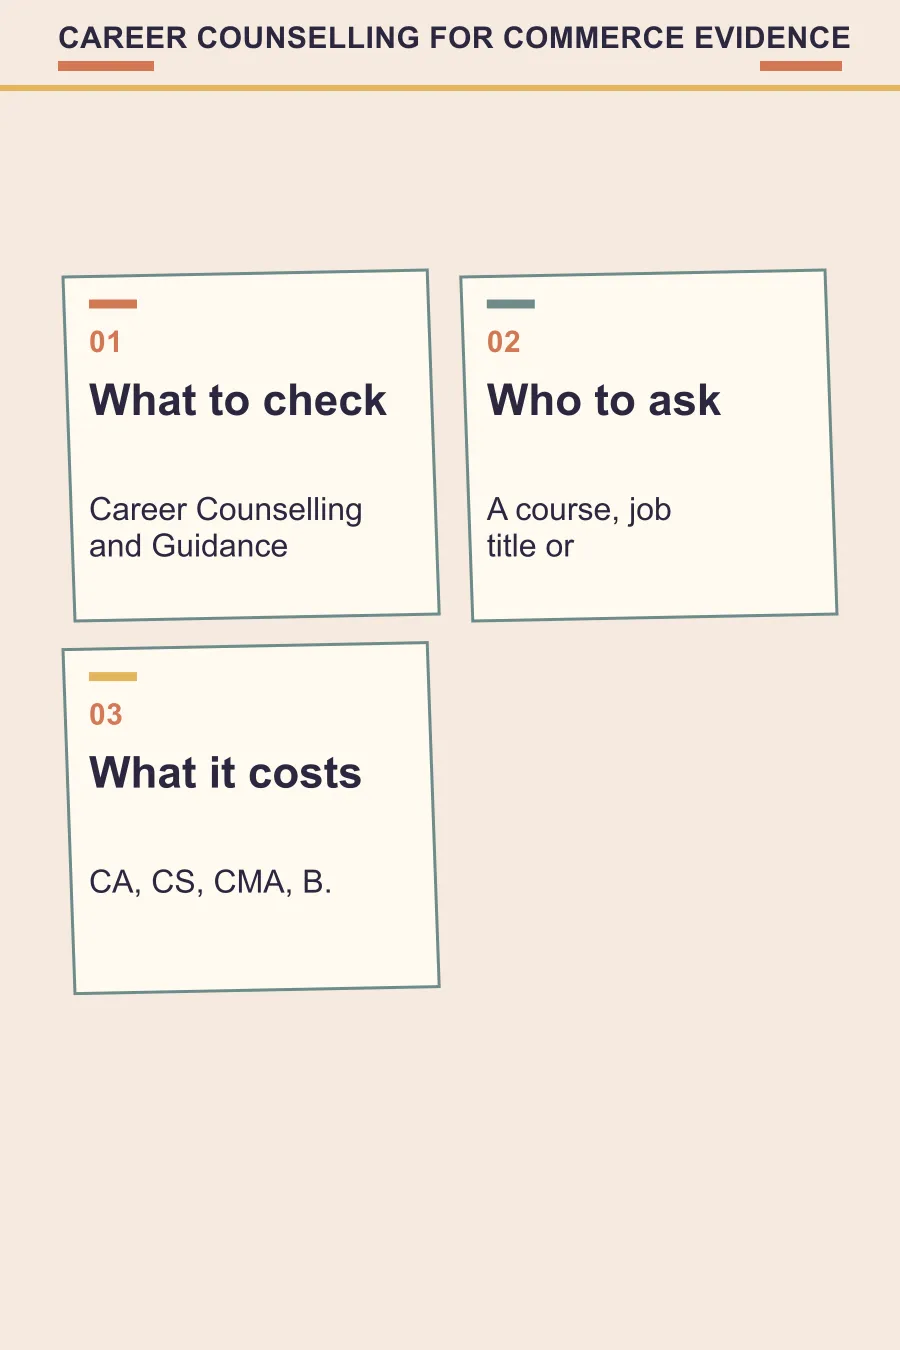 CAREER COUNSELLING FOR COMMERCE EVIDENCE
01
What to check
Career Counselling
and Guidance
02
Who to ask
A course, job
title or
03
What it costs
CA, CS, CMA, B.